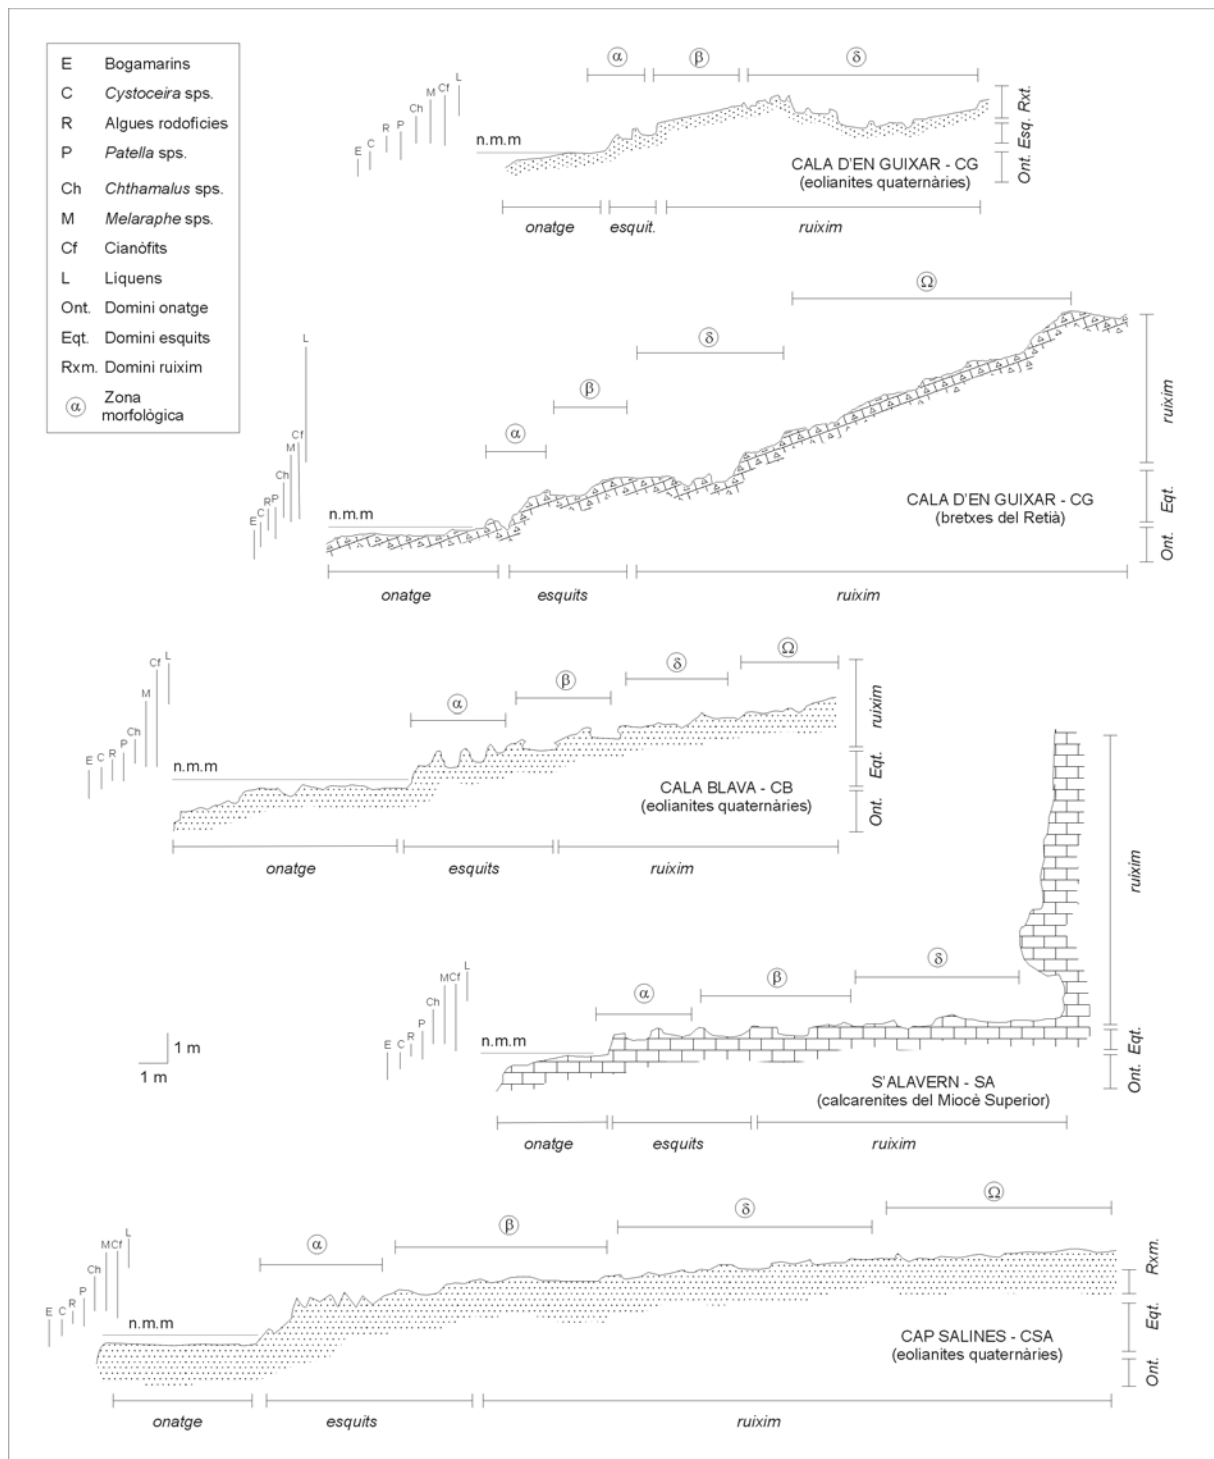 E Bogamarins
C Cystoceira sps.
R Algues rodoficies
P Patella sps.
Ch Chthamalus sps.
M Melaraphe sps.
Cf Cianòfits
L Líquens
Ont. Domini onatge
Eqt. Domini esquits
Rxm. Domini ruixim
α Zona
morfològica
α β δ
E C R P Ch M Cf L
n.m.m
CALA D'EN GUIXAR - CG
(eolianites quaternàries)
Ont. Esq. Rxt.
onatge esquit. ruixim
α β δ Ω
E C R P Ch M Cf L
n.m.m
CALA D'EN GUIXAR - CG
(bretxes del Retià)
Ont. Eqt. ruixim
onatge esquits ruixim
α β δ Ω
E C R P Ch M Cf L
n.m.m
CALA BLAVA - CB
(eolianites quaternàries)
Ont. Eqt. ruixim
onatge esquits ruixim
α β δ
E C R P Ch M Cf L
n.m.m
1 m
1 m
S'ALAVERN - SA
(calcarenites del Miocè Superior)
Ont. Eqt. ruixim
onatge esquits ruixim
α β δ Ω
E C R P Ch M Cf L
n.m.m
CAP SALINES - CSA
(eolianites quaternàries)
Ont. Eqt. Rxm.
onatge esquits ruixim